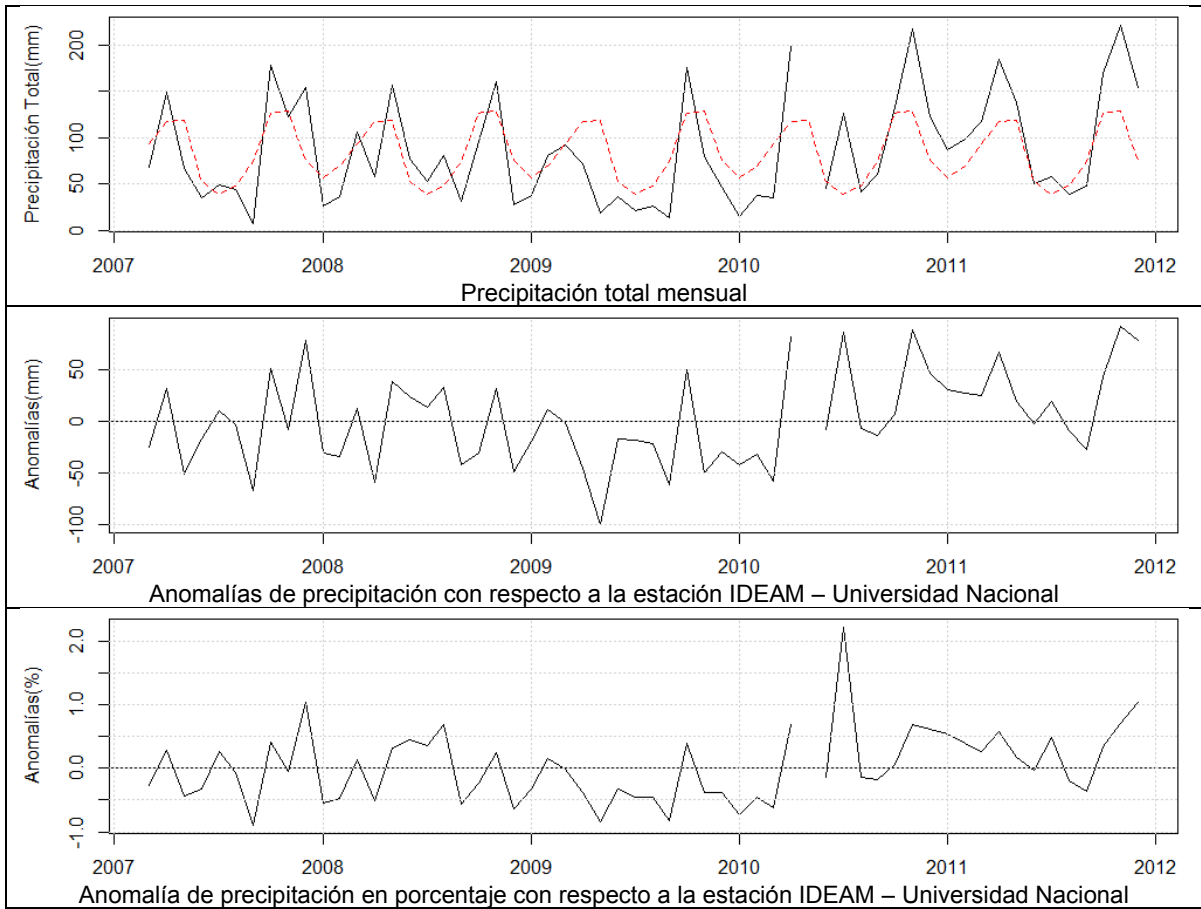 Precipitación Total(mm)
200
100
50
0
2007 2008 2009 2010 2011 2012
Precipitación total mensual
Anomalías(mm)
50
0
-50
-100
2007 2008 2009 2010 2011 2012
Anomalías de precipitación con respecto a la estación IDEAM – Universidad Nacional
Anomalías(%)
2.0
1.0
0.0
-1.0
2007 2008 2009 2010 2011 2012
Anomalía de precipitación en porcentaje con respecto a la estación IDEAM – Universidad Nacional